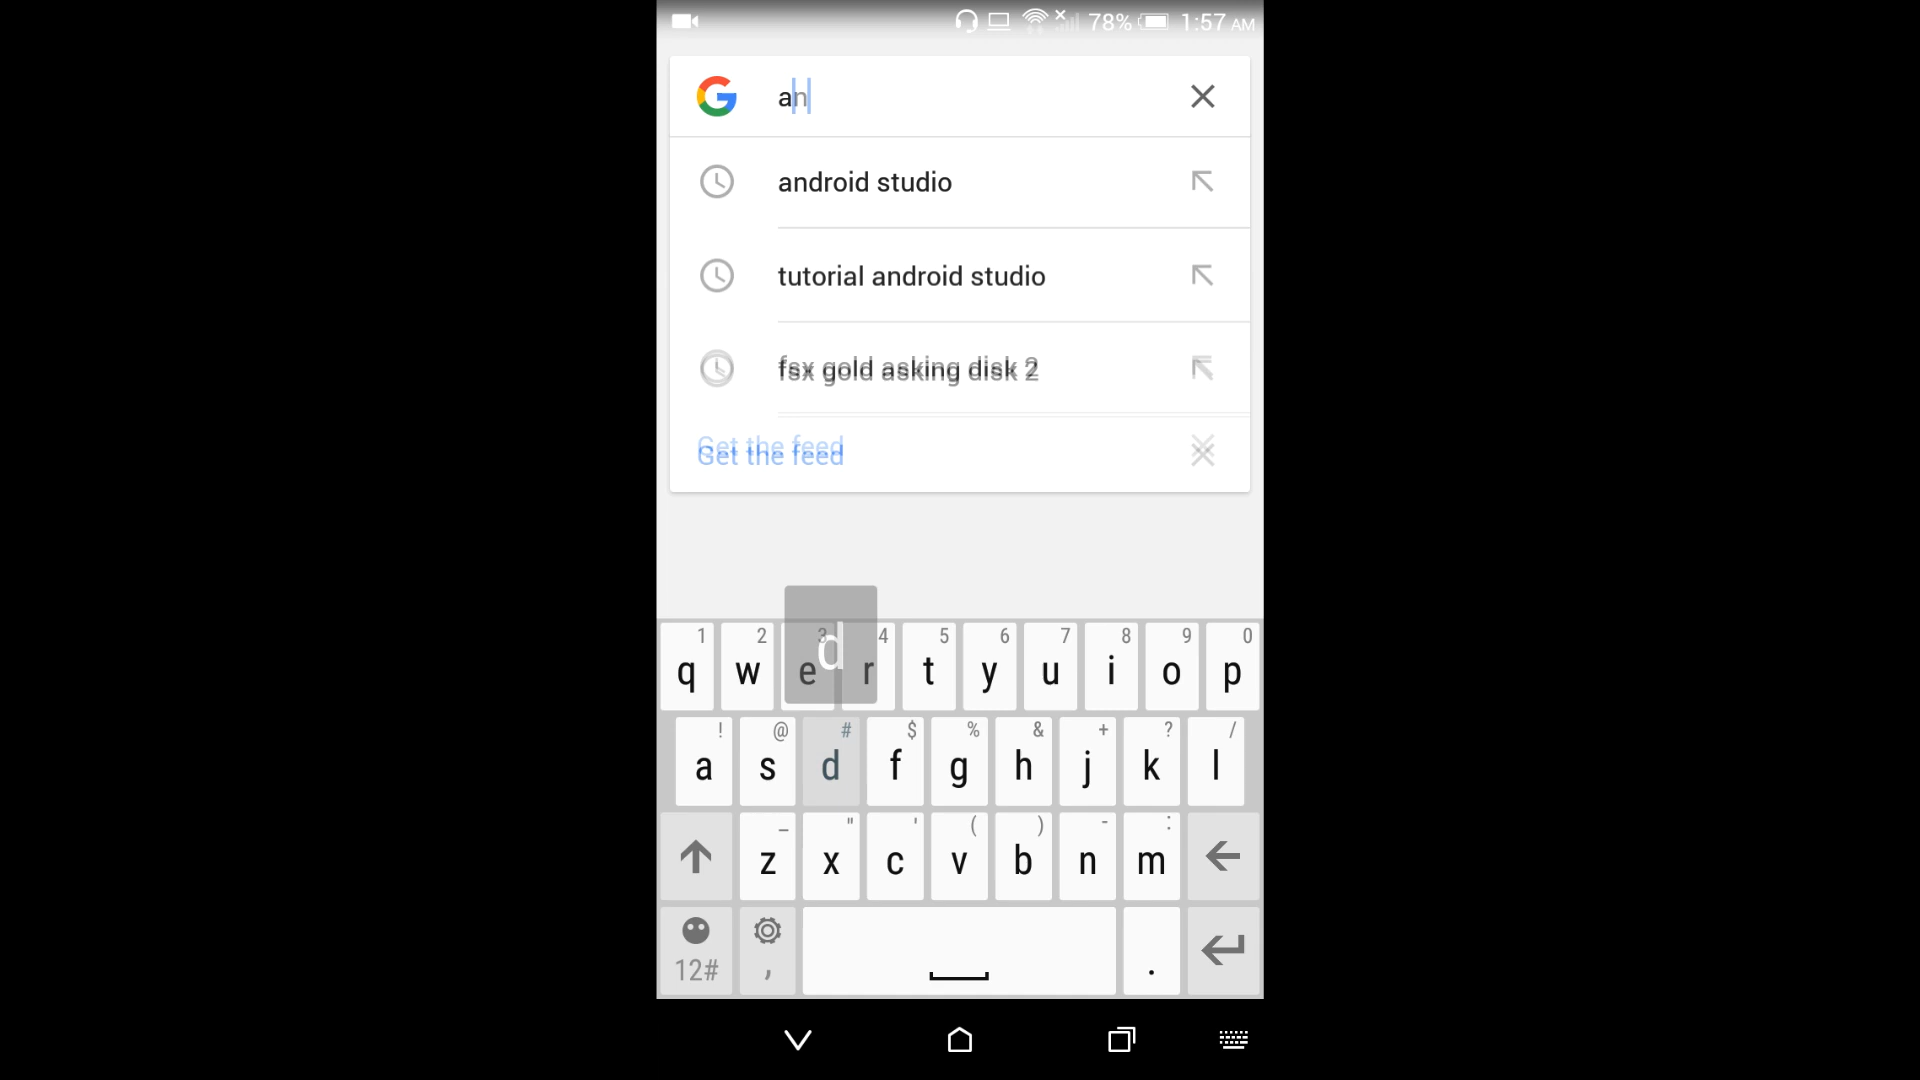 78% 1:57 AM
an
android studio
tutorial android studio
fsx gold asking disk 2
Get the feed
d
1 2 3 4 5 6 7 8 9 0
q w e r t y u i o p
! @ # $ % & + ? /
a s d f g h j k l
_ " ' ( ) - :
z x c v b n m
12# , .